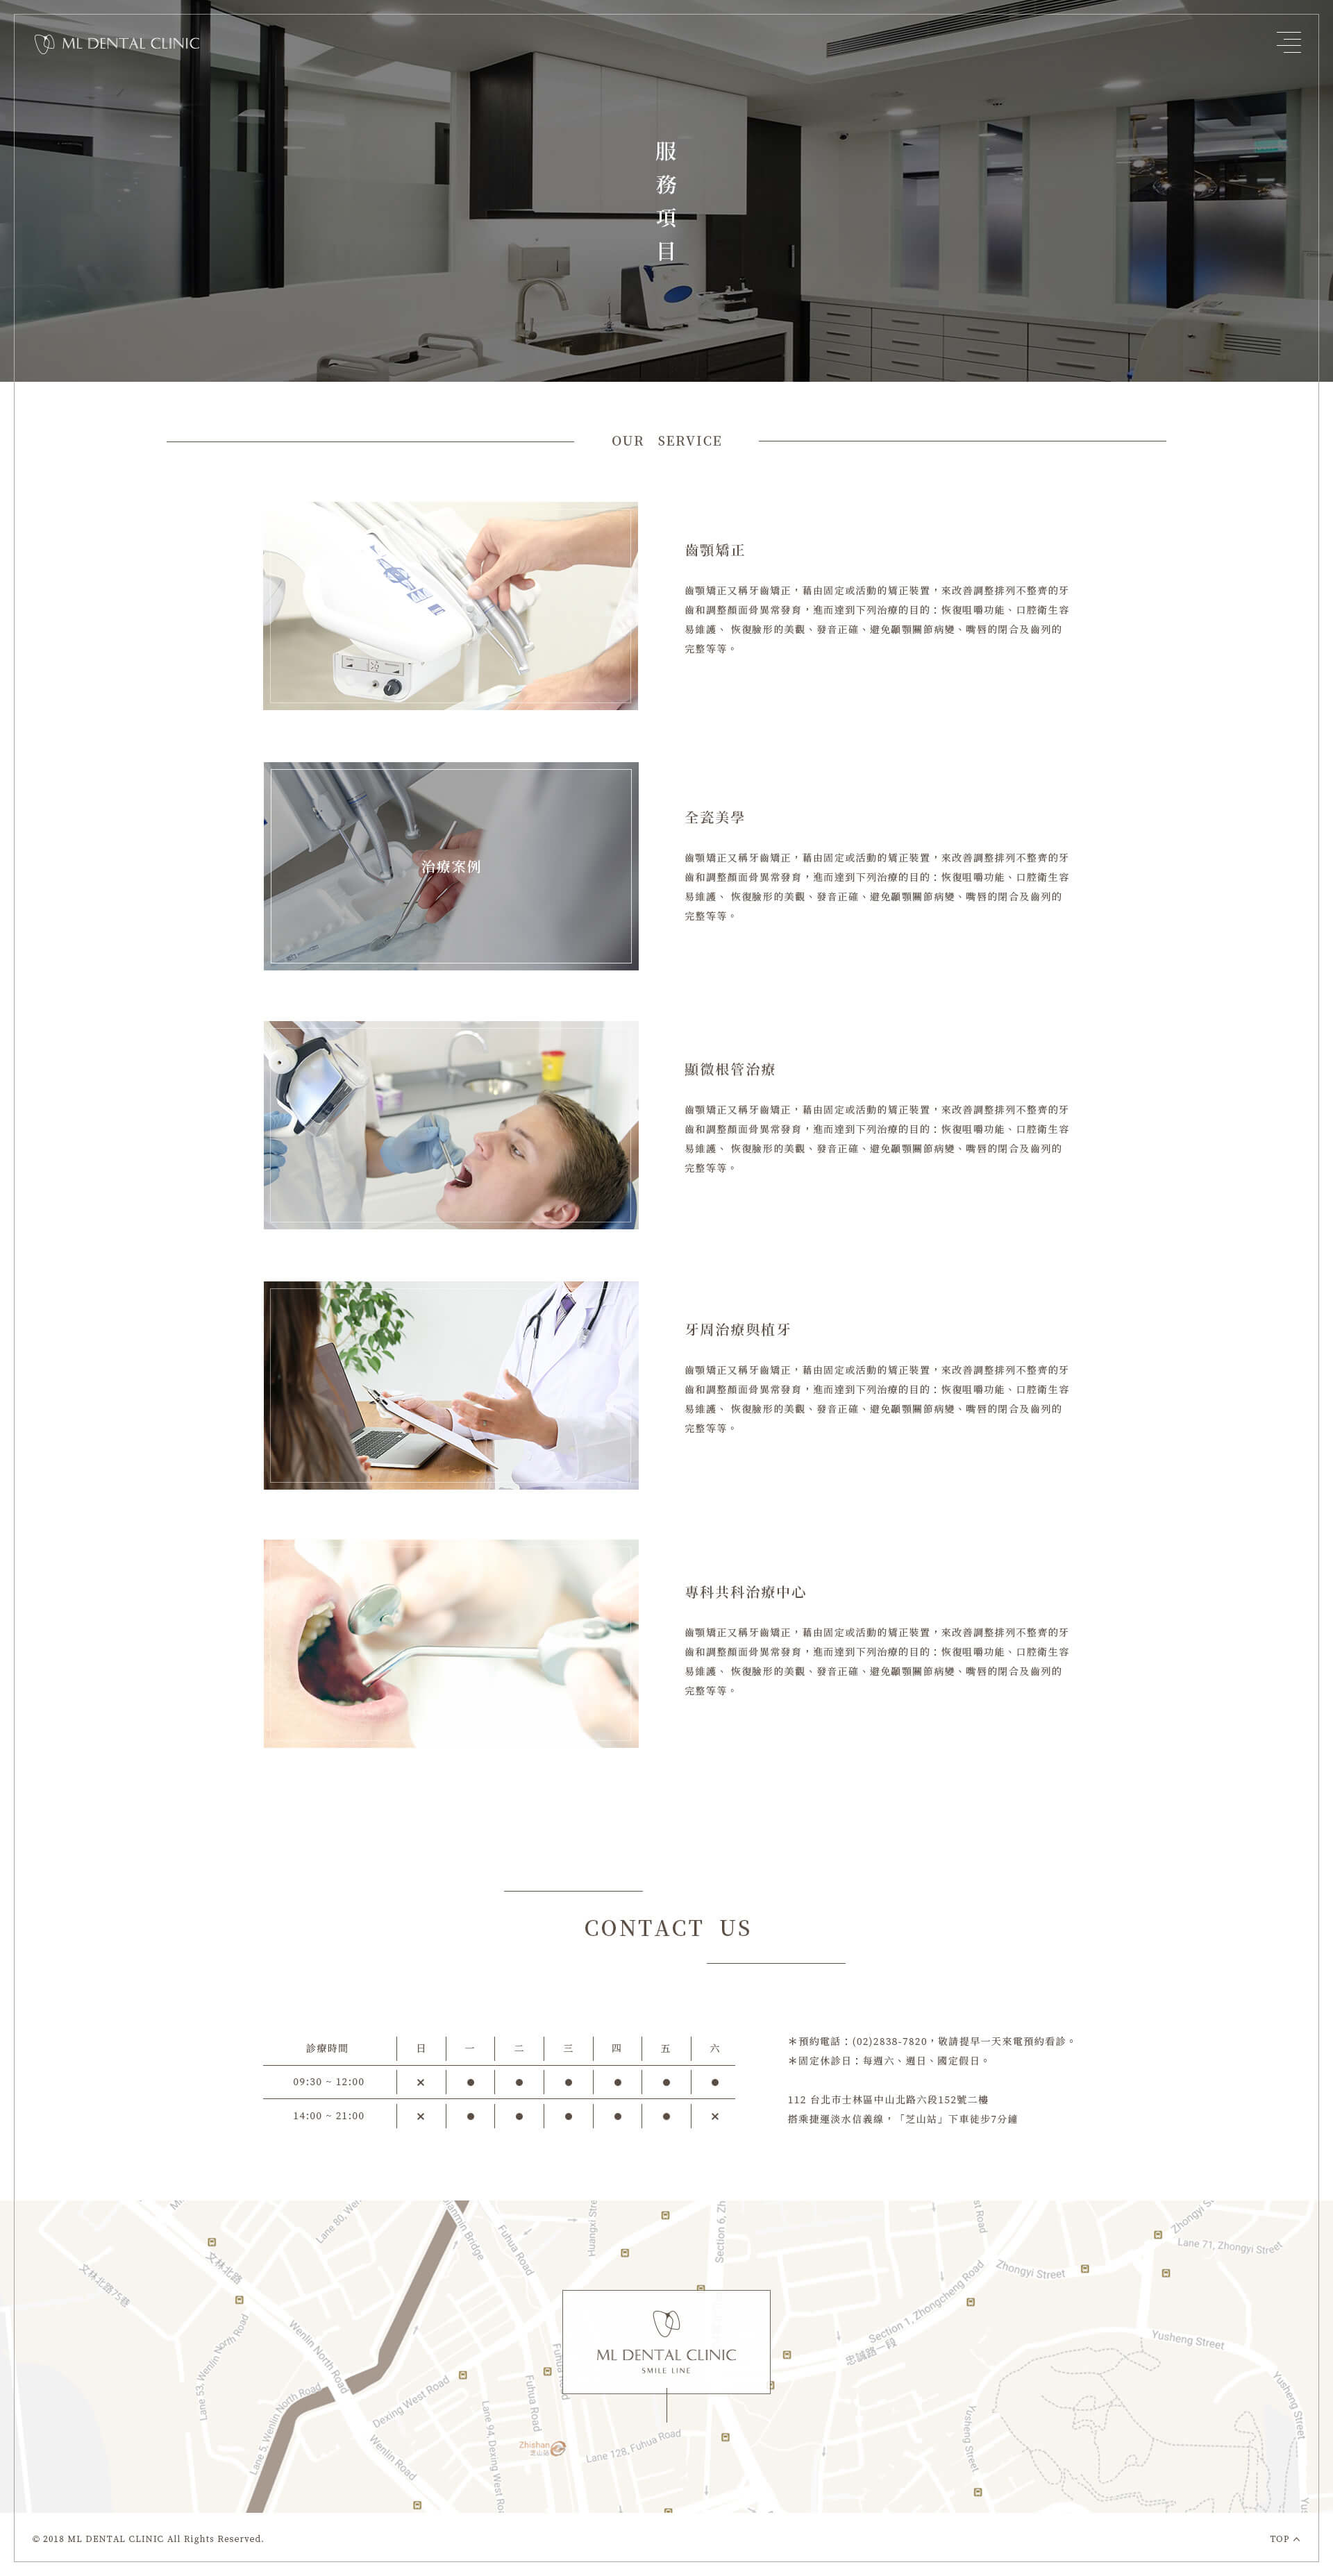 ML DENTAL CLINIC
服務項目
OUR SERVICE
齒顎矯正
齒顎矯正又稱牙齒矯正，藉由固定或活動的矯正裝置，來改善調整排列不整齊的牙
齒和調整顏面骨異常發育，進而達到下列治療的目的：恢復咀嚼功能、口腔衛生容
易維護、 恢復臉形的美觀、發音正確、避免顳顎關節病變、嘴唇的閉合及齒列的
完整等等。
治療案例
全瓷美學
齒顎矯正又稱牙齒矯正，藉由固定或活動的矯正裝置，來改善調整排列不整齊的牙
齒和調整顏面骨異常發育，進而達到下列治療的目的：恢復咀嚼功能、口腔衛生容
易維護、 恢復臉形的美觀、發音正確、避免顳顎關節病變、嘴唇的閉合及齒列的
完整等等。
顯微根管治療
齒顎矯正又稱牙齒矯正，藉由固定或活動的矯正裝置，來改善調整排列不整齊的牙
齒和調整顏面骨異常發育，進而達到下列治療的目的：恢復咀嚼功能、口腔衛生容
易維護、 恢復臉形的美觀、發音正確、避免顳顎關節病變、嘴唇的閉合及齒列的
完整等等。
牙周治療與植牙
齒顎矯正又稱牙齒矯正，藉由固定或活動的矯正裝置，來改善調整排列不整齊的牙
齒和調整顏面骨異常發育，進而達到下列治療的目的：恢復咀嚼功能、口腔衛生容
易維護、 恢復臉形的美觀、發音正確、避免顳顎關節病變、嘴唇的閉合及齒列的
完整等等。
專科共科治療中心
齒顎矯正又稱牙齒矯正，藉由固定或活動的矯正裝置，來改善調整排列不整齊的牙
齒和調整顏面骨異常發育，進而達到下列治療的目的：恢復咀嚼功能、口腔衛生容
易維護、 恢復臉形的美觀、發音正確、避免顳顎關節病變、嘴唇的閉合及齒列的
完整等等。
CONTACT US
診療時間 日 一 二 三 四 五 六
09:30 ~ 12:00 × ● ● ● ● ● ●
14:00 ~ 21:00 × ● ● ● ● ● ×
＊預約電話：(02)2838-7820，敬請提早一天來電預約看診。
＊固定休診日：每週六、週日、國定假日。
112 台北市士林區中山北路六段152號二樓
搭乘捷運淡水信義線，「芝山站」下車徒步7分鐘
Lane 80, Wen
Fuhua Road
Huangxi Stre
Section 6, Zh
st Road
Zhongyi S
Lane 71, Zhongyi Street
Zhongyi Street
文林北路
文林北路75巷
Wenlin North Road
Lane 53, Wenlin North Road
Lane 5, Wenlin North Road
Dexing West Road
Section 1, Zhongcheng Road
忠誠路一段
Yusheng Street
Yusheng Street
Yusheng Street
ML DENTAL CLINIC
SMILE LINE
Fuhua Road
Lane 94, Dexing West Ro
Wenlin Road
Zhishan
芝山站
Lane 128, Fuhua Road
© 2018 ML DENTAL CLINIC All Rights Reserved.
TOP